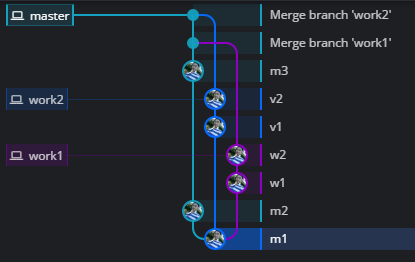 master Merge branch 'work2'
Merge branch 'work1'
m3
work2 v2
v1
work1 w2
w1
m2
m1